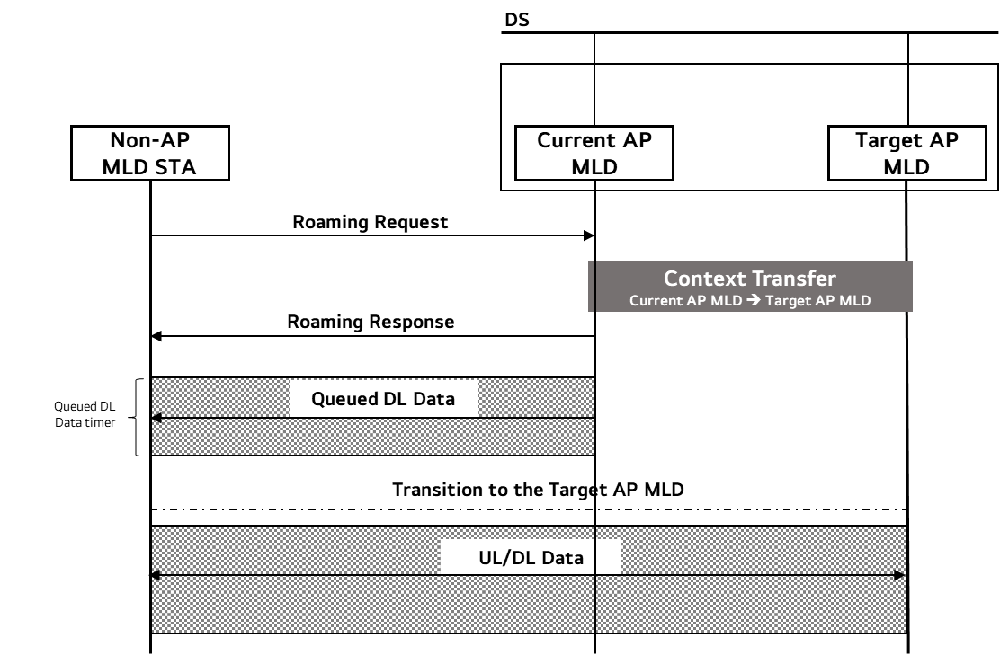 DS
Non-AP
MLD STA
Current AP
MLD
Target AP
MLD
Roaming Request
Context Transfer
Current AP MLD → Target AP MLD
Roaming Response
Queued DL Data
Queued DL
Data timer
Transition to the Target AP MLD
UL/DL Data